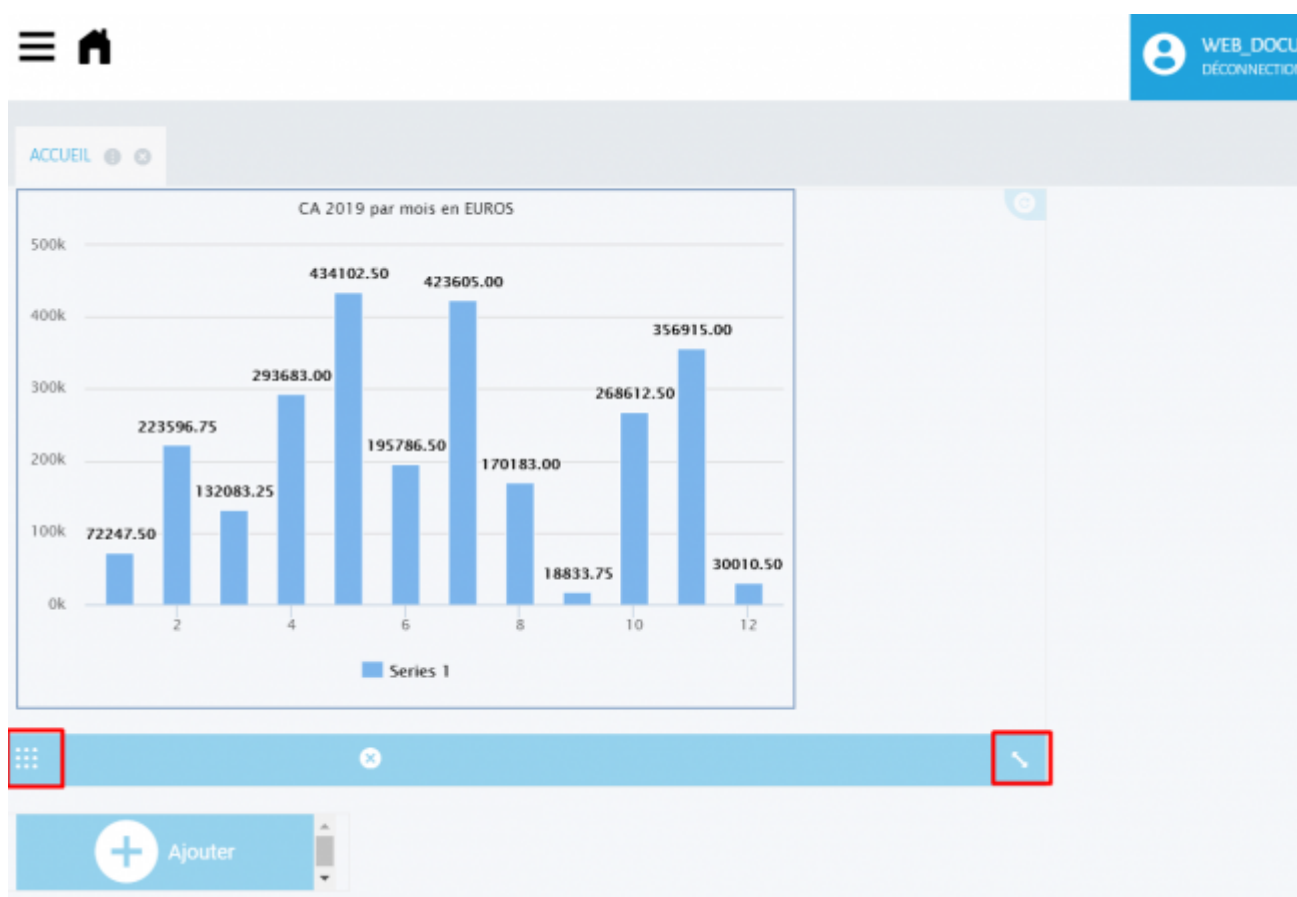 WEB_DOCU
DÉCONNECTION
ACCUEIL
CA 2019 par mois en EUROS
500k
434102.50
423605.00
400k
356915.00
293683.00
300k
268612.50
223596.75
195786.50
200k
170183.00
132083.25
100k
72247.50
30010.50
18833.75
0k
2 4 6 8 10 12
Series 1
Ajouter